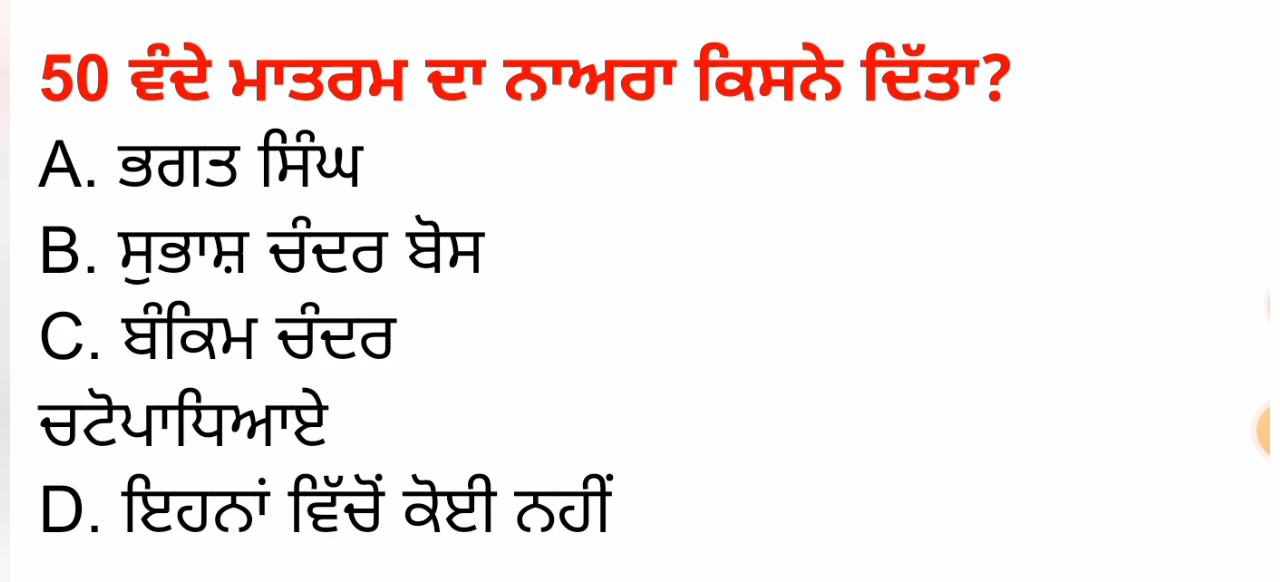 50 ਵੰਦੇ ਮਾਤਰਮ ਦਾ ਨਾਅਰਾ ਕਿਸਨੇ ਦਿੱਤਾ?
A. ਭਗਤ ਸਿੰਘ
B. ਸੁਭਾਸ਼ ਚੰਦਰ ਬੋਸ
C. ਬੰਕਿਮ ਚੰਦਰ
ਚਟੋਪਾਧਿਆਏ
D. ਇਹਨਾਂ ਵਿੱਚੋਂ ਕੋਈ ਨਹੀਂ